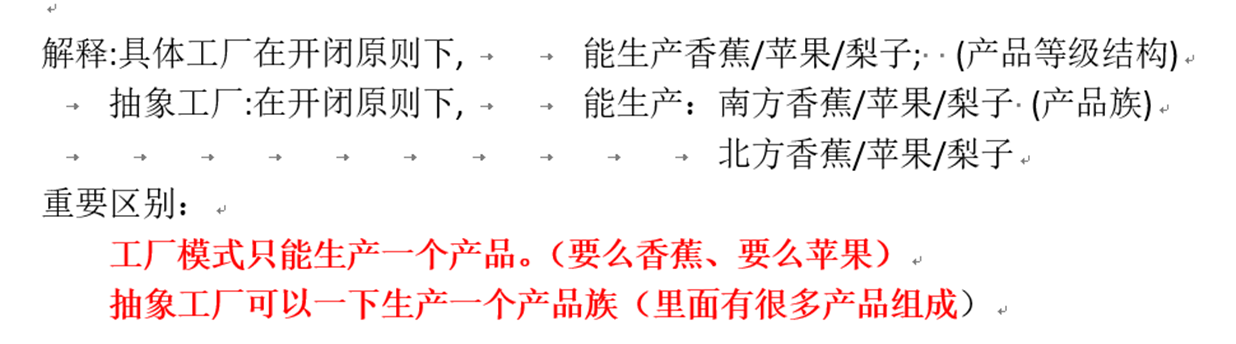 解释:具体工厂在开闭原则下, 能生产香蕉/苹果/梨子; (产品等级结构)
抽象工厂:在开闭原则下, 能生产：南方香蕉/苹果/梨子 (产品族)
北方香蕉/苹果/梨子
重要区别：
工厂模式只能生产一个产品。（要么香蕉、要么苹果）
抽象工厂可以一下生产一个产品族（里面有很多产品组成）